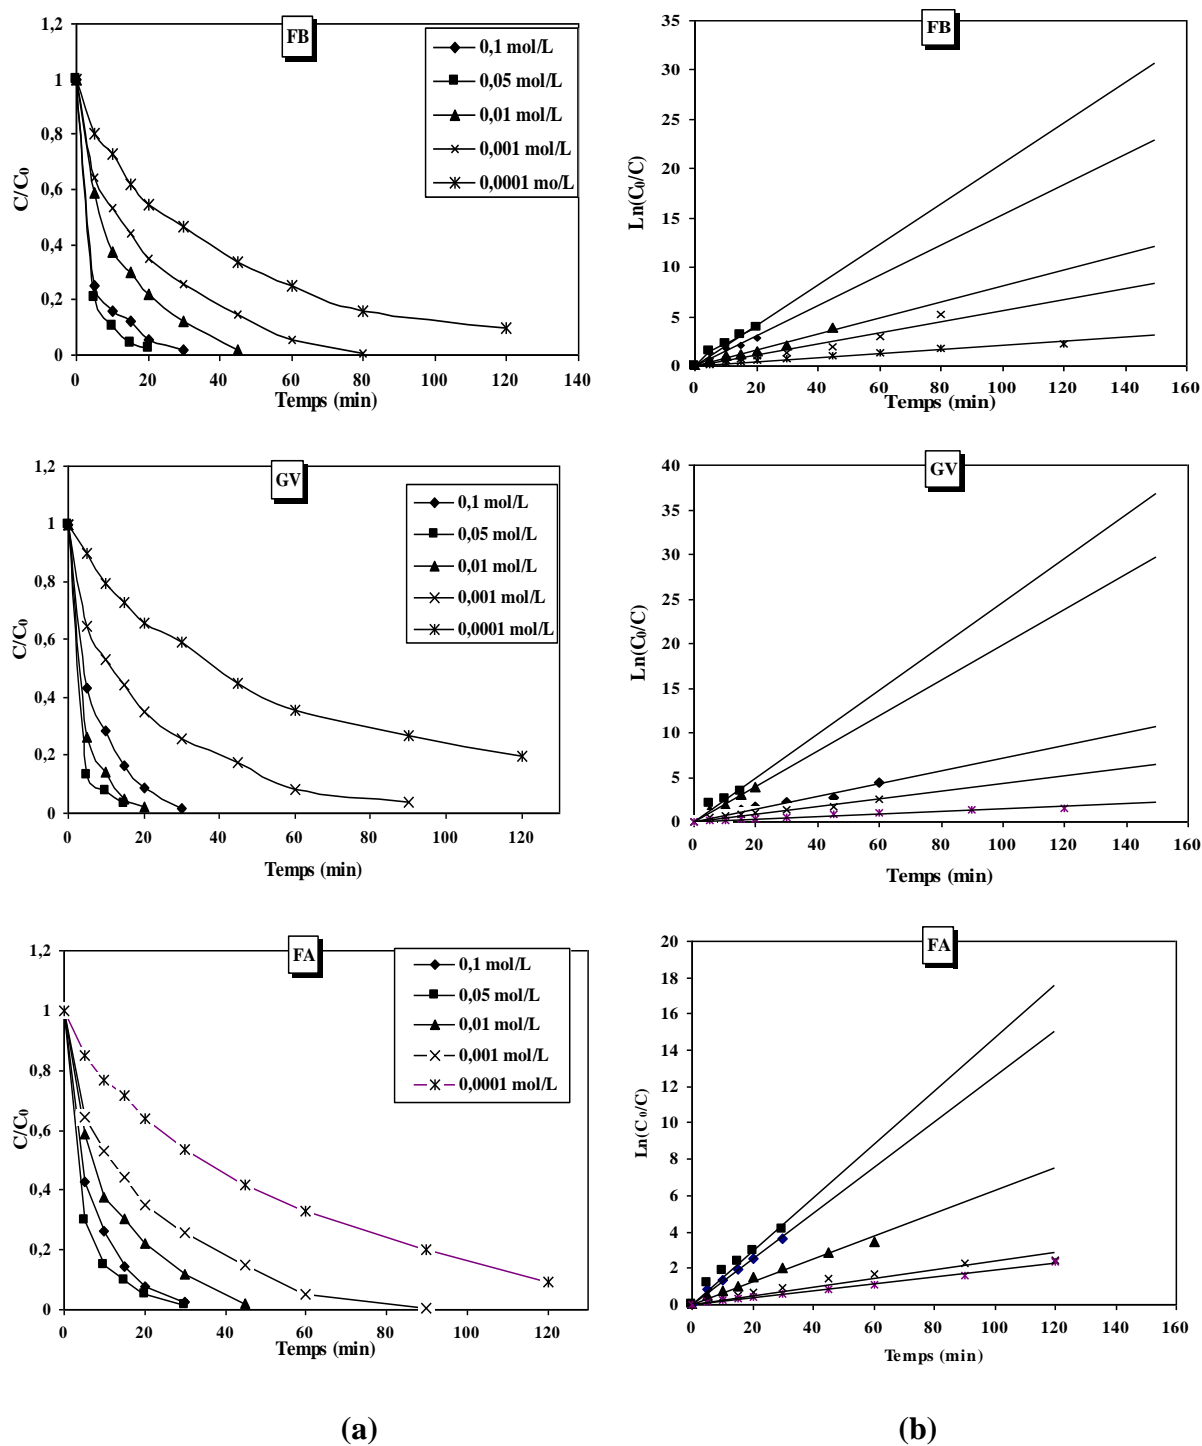 FB
1,2
1
0,8
0,6
0,4
0,2
0
C/C₀
0,1 mol/L
0,05 mol/L
0,01 mol/L
0,001 mol/L
0,0001 mo/L
0 20 40 60 80 100 120 140
Temps (min)
FB
35
30
25
20
15
10
5
0
Ln(C₀/C)
0 20 40 60 80 100 120 140 160
Temps (min)
GV
1,2
1
0,8
0,6
0,4
0,2
0
C/C₀
0,1 mol/L
0,05 mol/L
0,01 mol/L
0,001 mol/L
0,0001 mol/L
0 20 40 60 80 100 120
Temps (min)
GV
40
35
30
25
20
15
10
5
0
Ln(C₀/C)
0 20 40 60 80 100 120 140 160
Temps (min)
FA
1,2
1
0,8
0,6
0,4
0,2
0
C/C₀
0,1 mol/L
0,05 mol/L
0,01 mol/L
0,001 mol/L
0,0001 mol/L
0 20 40 60 80 100 120
Temps (min)
FA
20
18
16
14
12
10
8
6
4
2
0
Ln(C₀/C)
0 20 40 60 80 100 120 140 160
Temps (min)
(a)
(b)